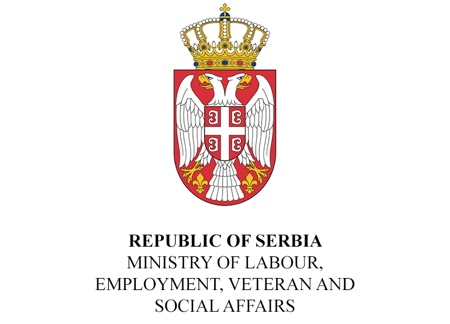 REPUBLIC OF SERBIA
MINISTRY OF LABOUR,
EMPLOYMENT, VETERAN AND
SOCIAL AFFAIRS